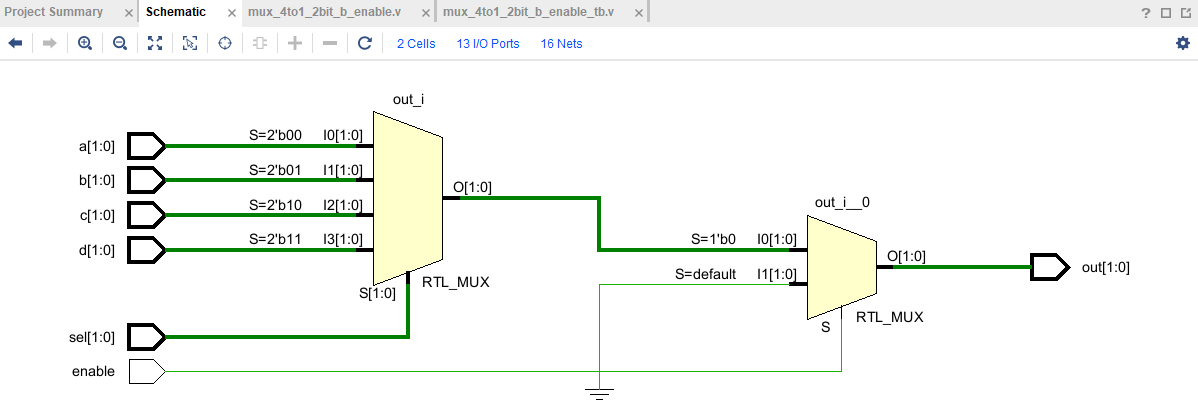 Project Summary × Schematic × mux_4to1_2bit_b_enable.v × mux_4to1_2bit_b_enable_tb.v × ?
2 Cells 13 I/O Ports 16 Nets
out_i
a[1:0] S=2'b00 I0[1:0]
b[1:0] S=2'b01 I1[1:0]
O[1:0]
c[1:0] S=2'b10 I2[1:0]
out_i__0
d[1:0] S=2'b11 I3[1:0]
S=1'b0 I0[1:0]
O[1:0]
out[1:0]
S=default I1[1:0]
RTL_MUX
S[1:0]
RTL_MUX
S
sel[1:0]
enable